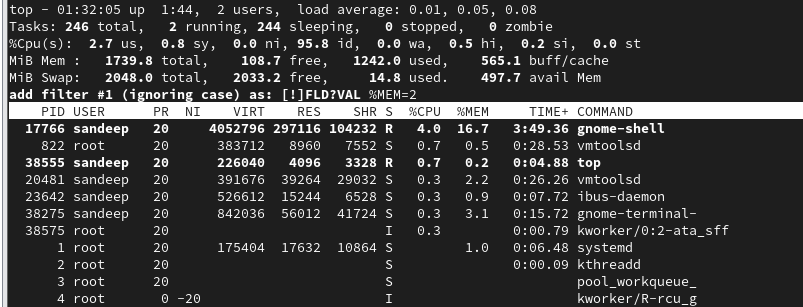 top - 01:32:05 up  1:44,  2 users,  load average: 0.01, 0.05, 0.08
Tasks: 246 total,   2 running, 244 sleeping,   0 stopped,   0 zombie
%Cpu(s):  2.7 us,  0.8 sy,  0.0 ni, 95.8 id,  0.0 wa,  0.5 hi,  0.2 si,  0.0 st
MiB Mem :   1739.8 total,    108.7 free,   1242.0 used,    565.1 buff/cache
MiB Swap:   2048.0 total,   2033.2 free,     14.8 used.    497.7 avail Mem
add filter #1 (ignoring case) as: [!]FLD?VAL %MEM=2
PID USER      PR  NI    VIRT    RES    SHR S  %CPU  %MEM     TIME+ COMMAND
17766 sandeep   20     4052796 297116 104232 R   4.0  16.7   3:49.36 gnome-shell
822 root      20      383712   8960   7552 S   0.7   0.5   0:28.53 vmtoolsd
38555 sandeep   20      226040   4096   3328 R   0.7   0.2   0:04.88 top
20481 sandeep   20      391676  39264  29032 S   0.3   2.2   0:26.26 vmtoolsd
23642 sandeep   20      526612  15244   6528 S   0.3   0.9   0:07.72 ibus-daemon
38275 sandeep   20      842036  56012  41724 S   0.3   3.1   0:15.72 gnome-terminal-
38575 root      20                           I   0.3         0:00.79 kworker/0:2-ata_sff
1 root      20      175404  17632  10864 S         1.0   0:06.48 systemd
2 root      20                           S               0:00.09 kthreadd
3 root      20                           S                       pool_workqueue_
4 root       0 -20                       I                       kworker/R-rcu_g